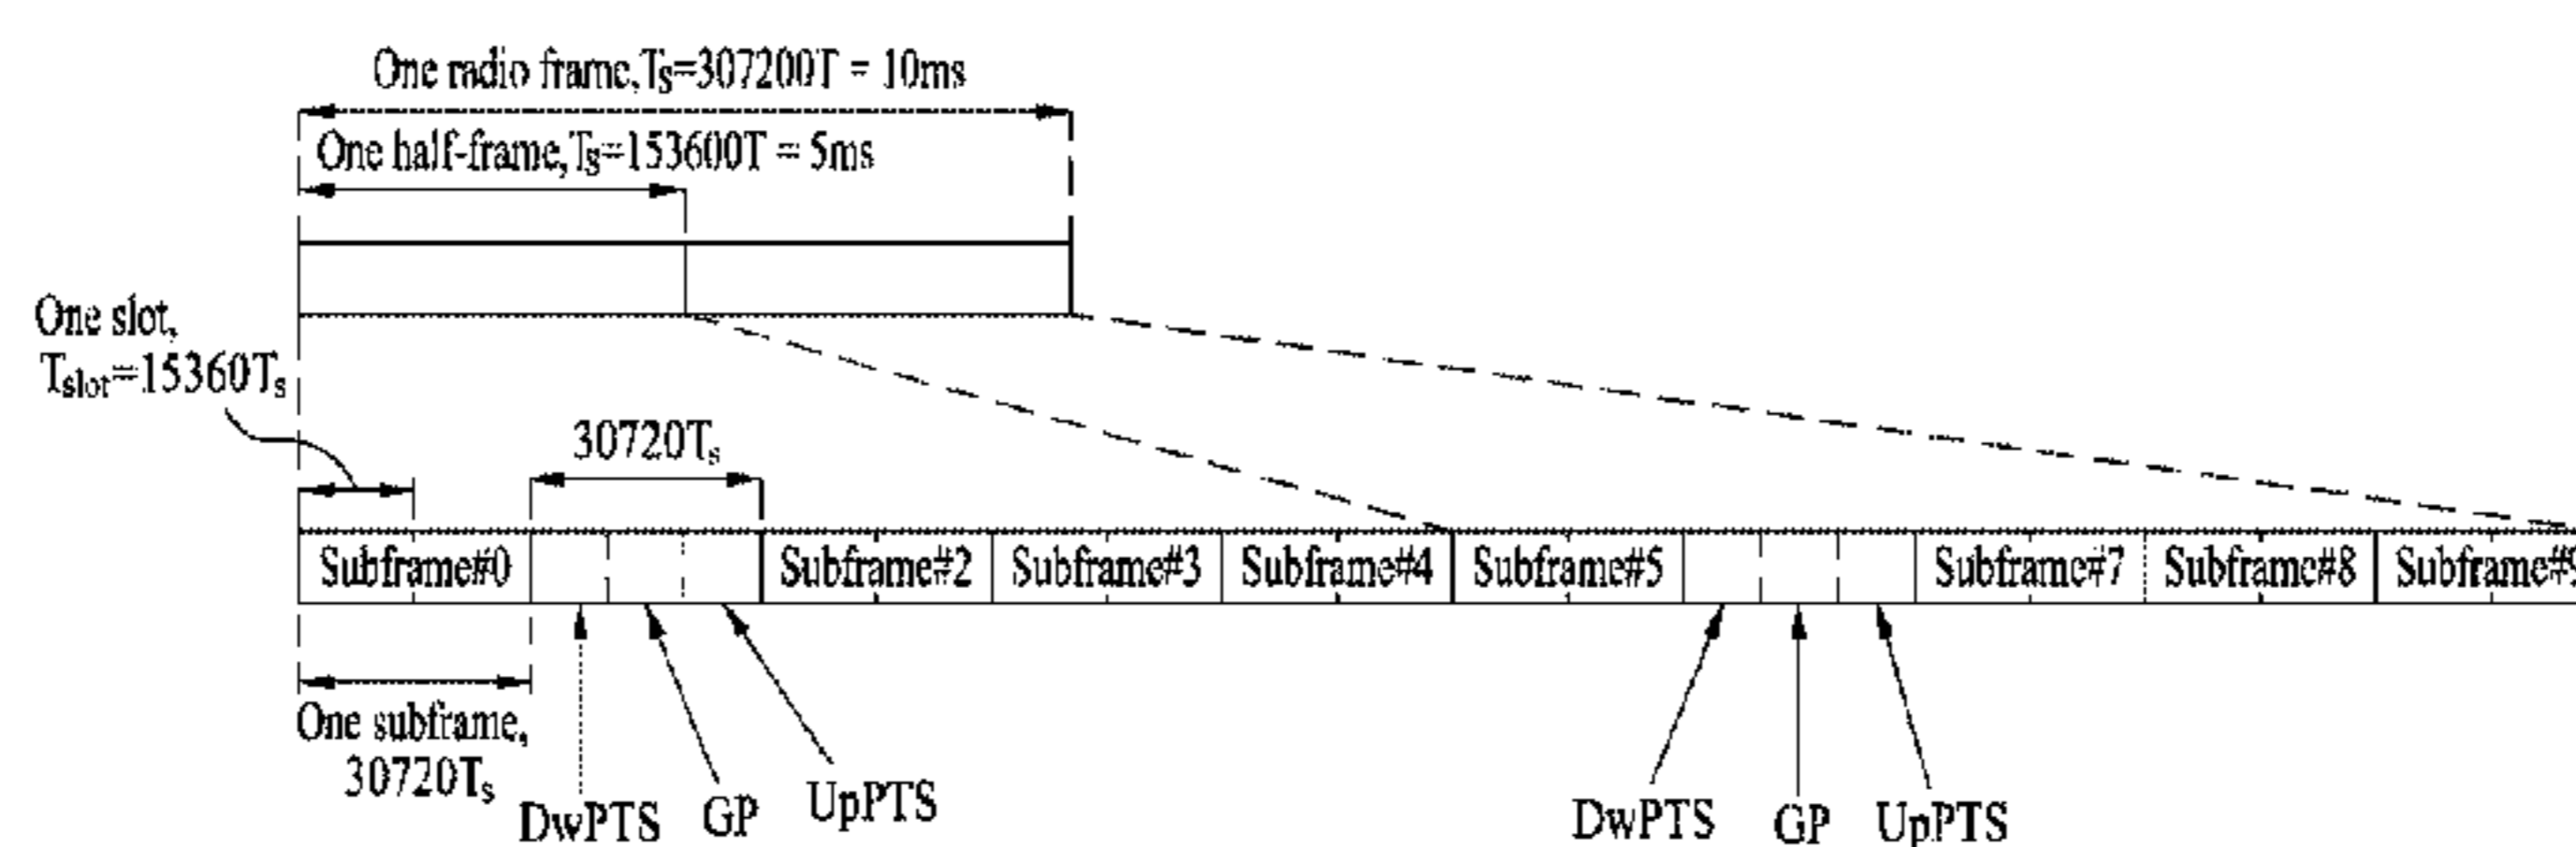 One radio frame,Ts=307200T = 10ms
One half-frame,Ts=153600T = 5ms
One slot,
Tslot=15360Ts
30720Ts
Subframe#0 Subframe#2 Subframe#3 Subframe#4 Subframe#5 Subframe#7 Subframe#8 Subframe#9
One subframe,
30720Ts
DwPTS GP UpPTS DwPTS GP UpPTS